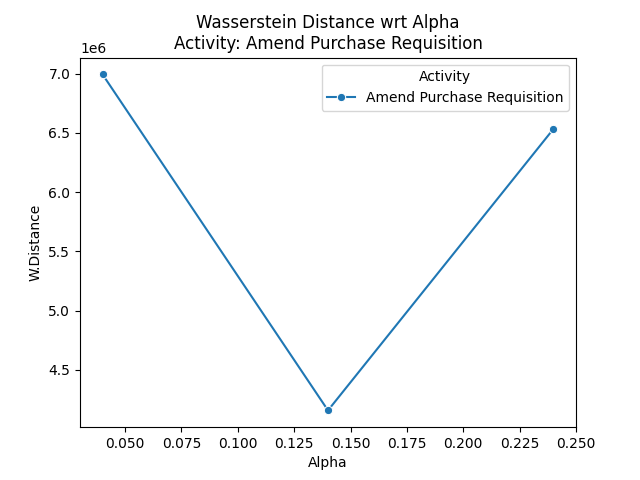 Wasserstein Distance wrt Alpha
Activity: Amend Purchase Requisition
1e6
7.0
6.5
6.0
5.5
5.0
4.5
W.Distance
Activity
Amend Purchase Requisition
0.050 0.075 0.100 0.125 0.150 0.175 0.200 0.225 0.250
Alpha